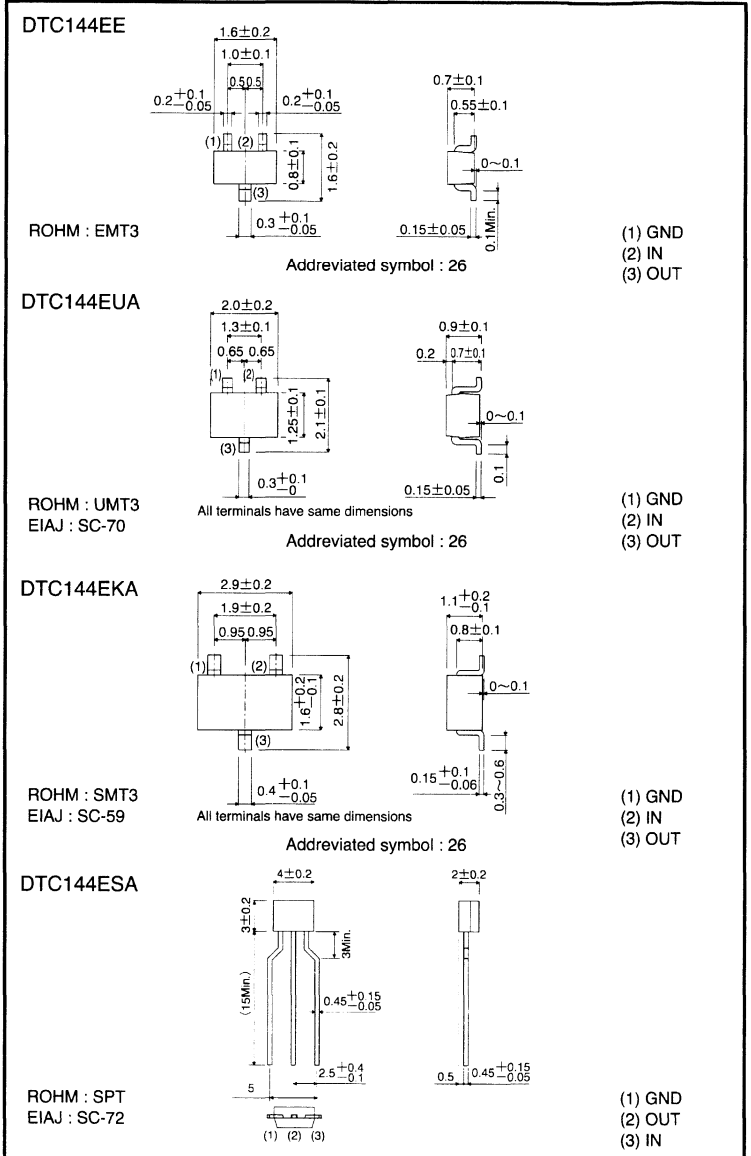 DTC144EE
1.6±0.2
1.0±0.1
0.5 0.5
0.2 +0.1 −0.05
0.2 +0.1 −0.05
(1) (2)
0.8±0.1
1.6±0.2
(3)
0.3 +0.1 −0.05
0.7±0.1
0.55±0.1
0~0.1
0.15±0.05
0.1Min.
ROHM : EMT3
Addreviated symbol : 26
(1) GND
(2) IN
(3) OUT
DTC144EUA
2.0±0.2
1.3±0.1
0.65 0.65
(1) (2)
1.25±0.1
2.1±0.1
(3)
0.3 +0.1 −0
0.9±0.1
0.2 0.7±0.1
0~0.1
0.15±0.05
0.1
ROHM : UMT3
EIAJ : SC-70
All terminals have same dimensions
Addreviated symbol : 26
(1) GND
(2) IN
(3) OUT
DTC144EKA
2.9±0.2
1.9±0.2
0.95 0.95
(1) (2)
1.6 +0.2 −0.1
2.8±0.2
(3)
0.4 +0.1 −0.05
1.1 +0.2 −0.1
0.8±0.1
0~0.1
0.15 +0.1 −0.06
0.3~0.6
ROHM : SMT3
EIAJ : SC-59
All terminals have same dimensions
Addreviated symbol : 26
(1) GND
(2) IN
(3) OUT
DTC144ESA
4±0.2
3±0.2
3Min.
(15Min.)
0.45 +0.15 −0.05
2.5 +0.4 −0.1
5
(1) (2) (3)
2±0.2
0.5
0.45 +0.15 −0.05
ROHM : SPT
EIAJ : SC-72
(1) GND
(2) OUT
(3) IN